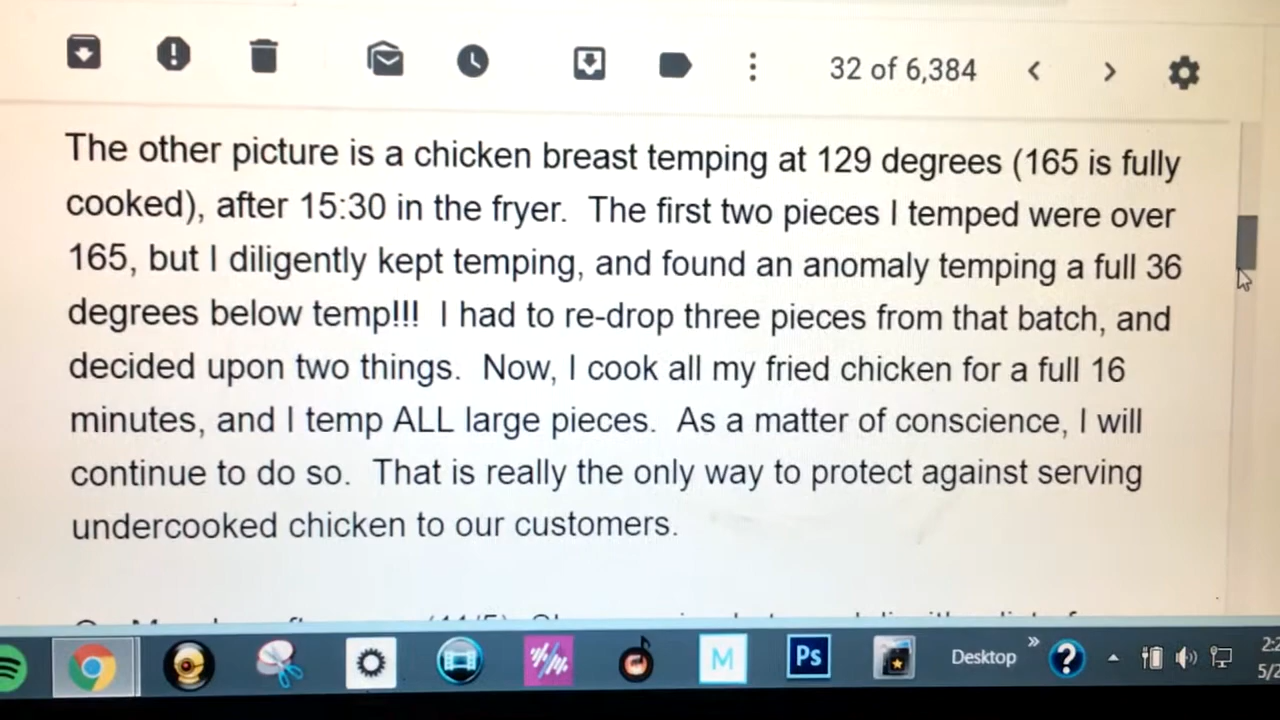 32 of 6,384
The other picture is a chicken breast temping at 129 degrees (165 is fully
cooked), after 15:30 in the fryer.  The first two pieces I temped were over
165, but I diligently kept temping, and found an anomaly temping a full 36
degrees below temp!!!  I had to re-drop three pieces from that batch, and
decided upon two things.  Now, I cook all my fried chicken for a full 16
minutes, and I temp ALL large pieces.  As a matter of conscience, I will
continue to do so.  That is really the only way to protect against serving
undercooked chicken to our customers.
M
Ps
Desktop